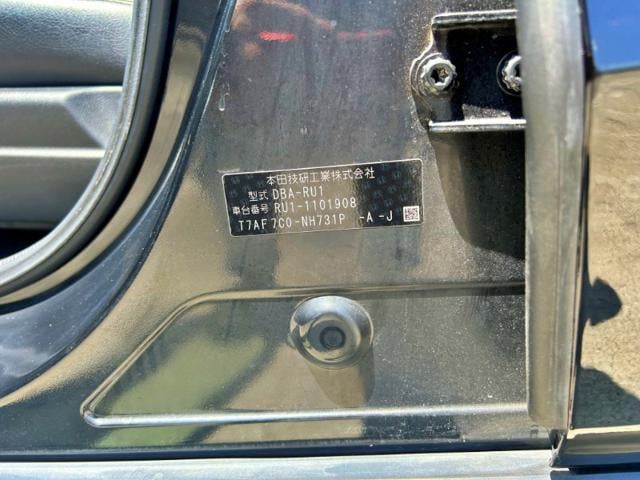 本田技研工業株式会社
型式 DBA-RU1
車台番号 RU1-1101908
T7AF7C0-NH731P -A -J